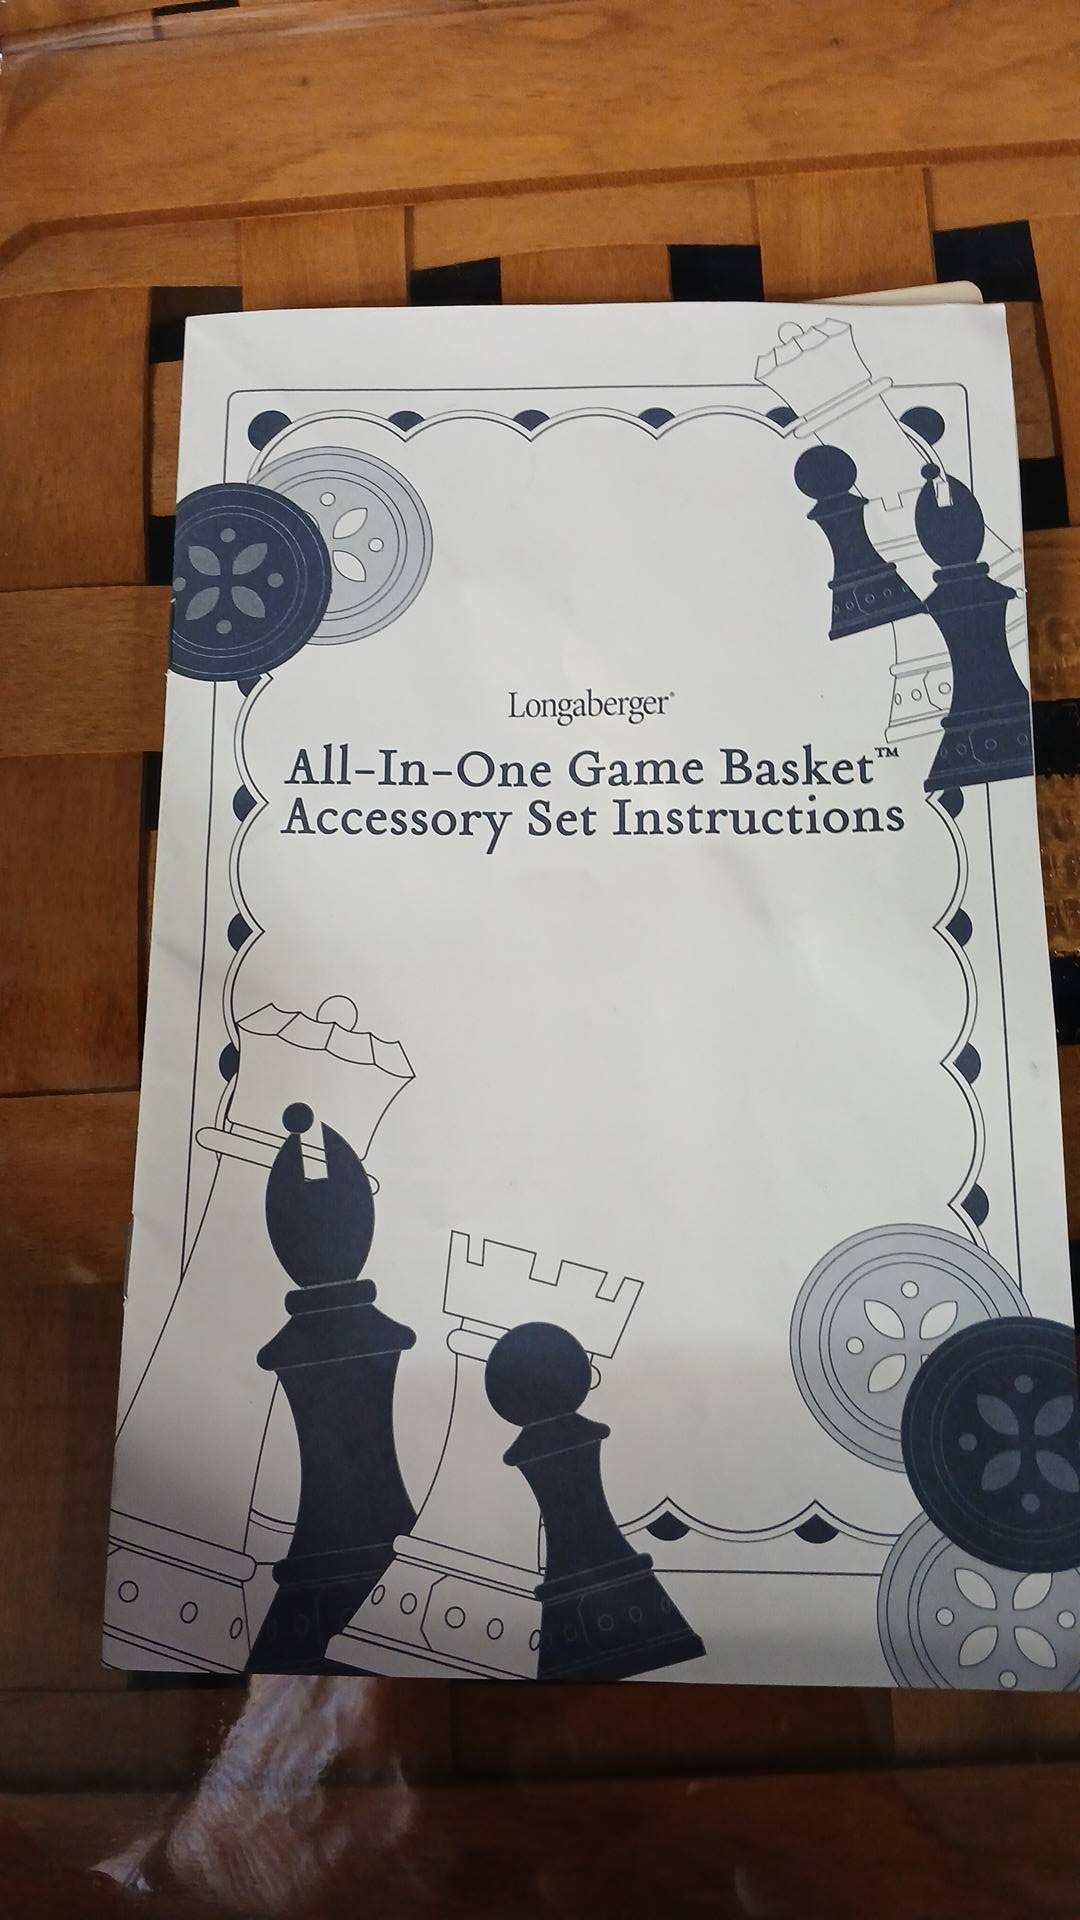 Longaberger®
All-In-One Game Basket™
Accessory Set Instructions